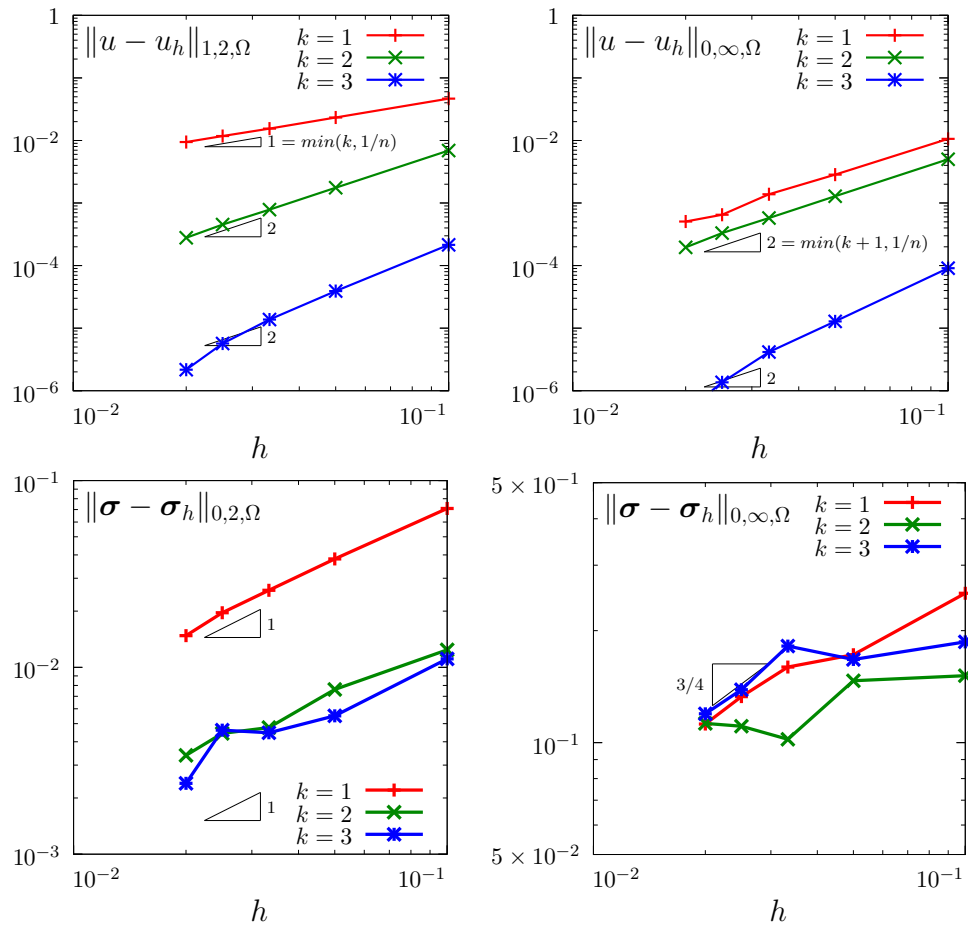 ‖u − u_h‖_{1,2,Ω}
k = 1
k = 2
k = 3
1
10^{-2}
10^{-4}
10^{-6}
1 = min(k, 1/n)
2
2
10^{-2}
10^{-1}
h
‖u − u_h‖_{0,∞,Ω}
k = 1
k = 2
k = 3
1
10^{-2}
10^{-4}
10^{-6}
2 = min(k + 1, 1/n)
2
10^{-2}
10^{-1}
h
‖σ − σ_h‖_{0,2,Ω}
10^{-1}
10^{-2}
10^{-3}
1
1
k = 1
k = 2
k = 3
10^{-2}
10^{-1}
h
‖σ − σ_h‖_{0,∞,Ω}
k = 1
k = 2
k = 3
5 × 10^{-1}
10^{-1}
5 × 10^{-2}
3/4
10^{-2}
10^{-1}
h